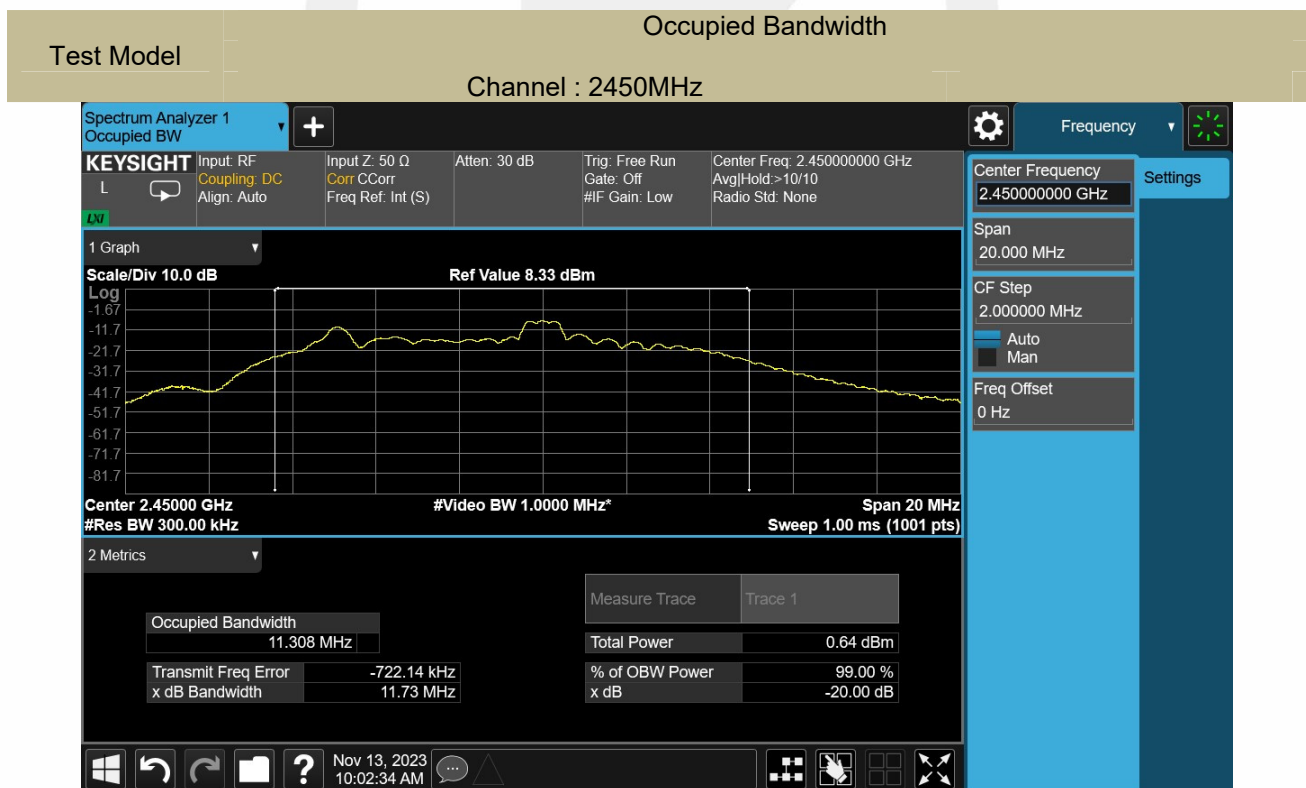 Occupied Bandwidth
Test Model
Channel : 2450MHz
Spectrum Analyzer 1
Occupied BW
Frequency
KEYSIGHT
L
LXI
Input: RF
Coupling: DC
Align: Auto
Input Z: 50 Ω
Corr CCorr
Freq Ref: Int (S)
Atten: 30 dB
Trig: Free Run
Gate: Off
#IF Gain: Low
Center Freq: 2.450000000 GHz
Avg|Hold:>10/10
Radio Std: None
Center Frequency
2.450000000 GHz
Settings
Span
20.000 MHz
CF Step
2.000000 MHz
Auto
Man
Freq Offset
0 Hz
1 Graph
Scale/Div 10.0 dB
Ref Value 8.33 dBm
Log
-1.67
-11.7
-21.7
-31.7
-41.7
-51.7
-61.7
-71.7
-81.7
Center 2.45000 GHz
#Video BW 1.0000 MHz*
Span 20 MHz
#Res BW 300.00 kHz
Sweep 1.00 ms (1001 pts)
2 Metrics
Measure Trace
Trace 1
Occupied Bandwidth
11.308 MHz
Total Power
0.64 dBm
Transmit Freq Error
-722.14 kHz
% of OBW Power
99.00 %
x dB Bandwidth
11.73 MHz
x dB
-20.00 dB
Nov 13, 2023
10:02:34 AM